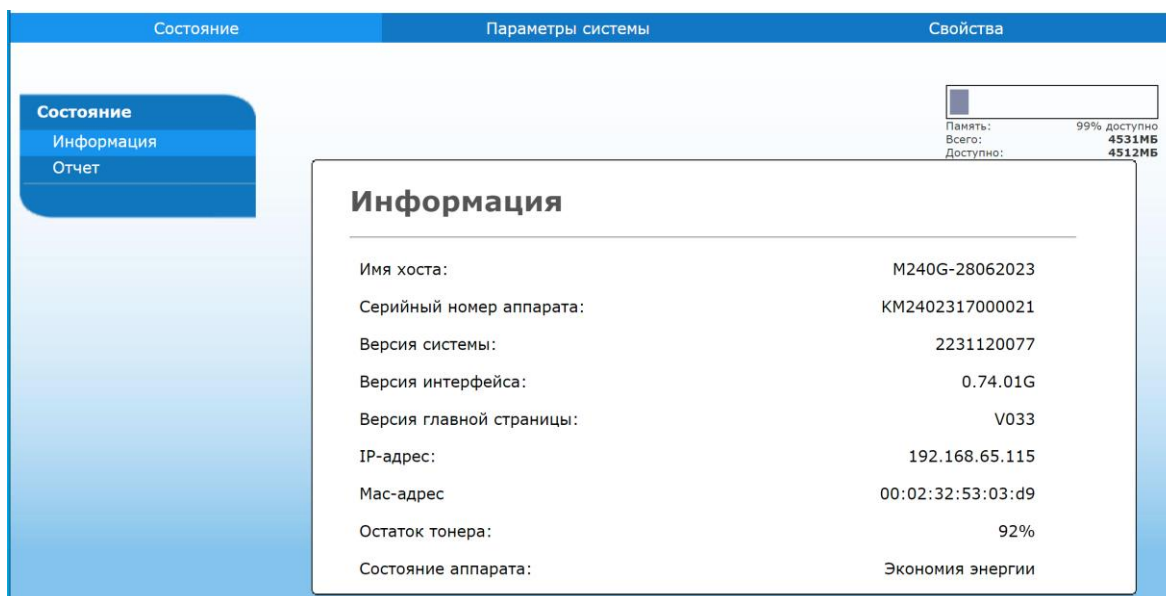 Состояние Параметры системы Свойства
Состояние
Информация
Отчет
Память: 99% доступно
Всего: 4531МБ
Доступно: 4512МБ
Информация
Имя хоста: M240G-28062023
Серийный номер аппарата: KM2402317000021
Версия системы: 2231120077
Версия интерфейса: 0.74.01G
Версия главной страницы: V033
IP-адрес: 192.168.65.115
Mac-адрес 00:02:32:53:03:d9
Остаток тонера: 92%
Состояние аппарата: Экономия энергии